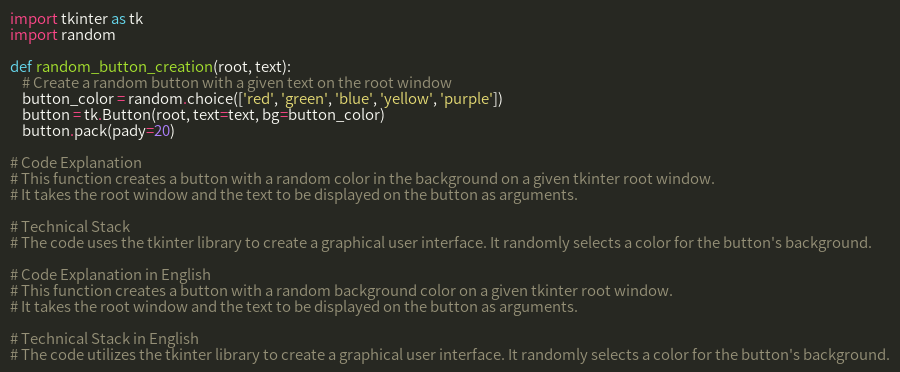 import tkinter as tk
import random
def random_button_creation(root, text):
# Create a random button with a given text on the root window
button_color = random.choice(['red', 'green', 'blue', 'yellow', 'purple'])
button = tk.Button(root, text=text, bg=button_color)
button.pack(pady=20)
# Code Explanation
# This function creates a button with a random color in the background on a given tkinter root window.
# It takes the root window and the text to be displayed on the button as arguments.
# Technical Stack
# The code uses the tkinter library to create a graphical user interface. It randomly selects a color for the button's background.
# Code Explanation in English
# This function creates a button with a random background color on a given tkinter root window.
# It takes the root window and the text to be displayed on the button as arguments.
# Technical Stack in English
# The code utilizes the tkinter library to create a graphical user interface. It randomly selects a color for the button's background.